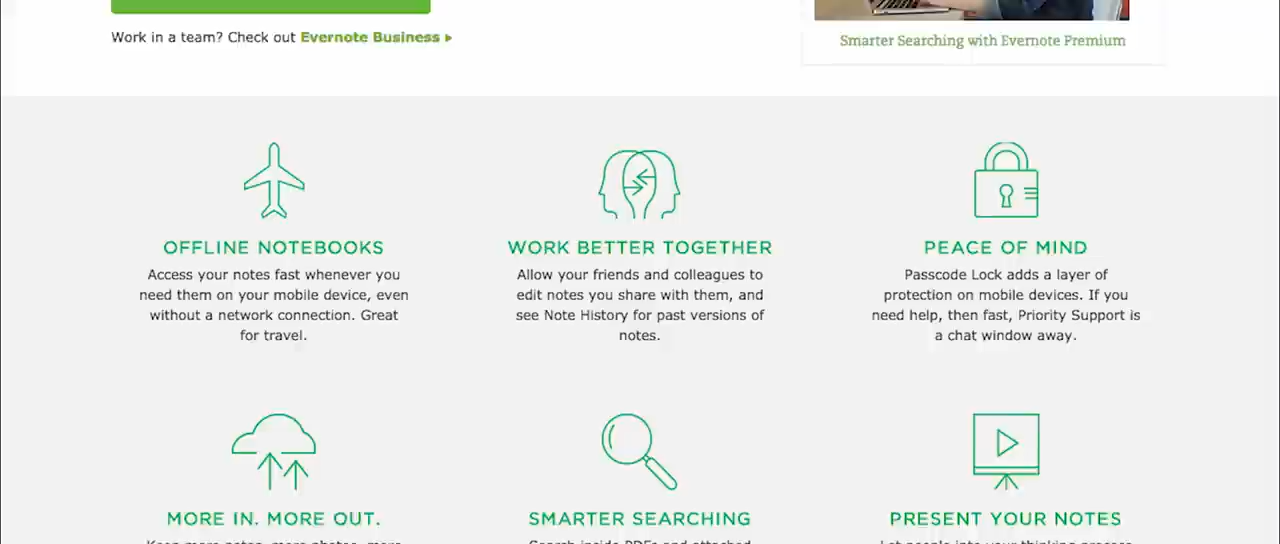 Work in a team? Check out Evernote Business ▸
Smarter Searching with Evernote Premium
OFFLINE NOTEBOOKS
Access your notes fast whenever you
need them on your mobile device, even
without a network connection. Great
for travel.
WORK BETTER TOGETHER
Allow your friends and colleagues to
edit notes you share with them, and
see Note History for past versions of
notes.
PEACE OF MIND
Passcode Lock adds a layer of
protection on mobile devices. If you
need help, then fast, Priority Support is
a chat window away.
MORE IN. MORE OUT.
SMARTER SEARCHING
PRESENT YOUR NOTES